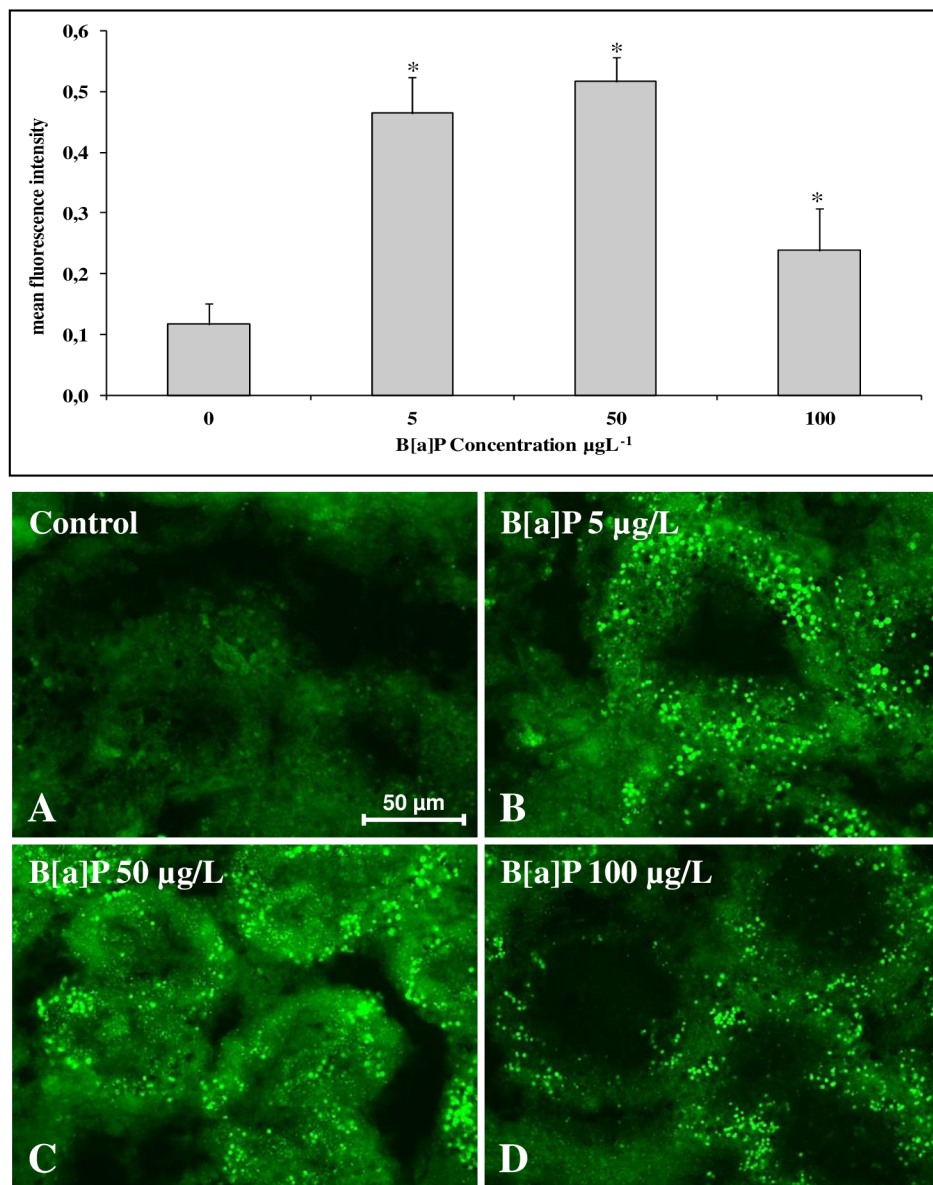 0,6
0,5
0,4
0,3
0,2
0,1
0,0
mean fluorescence intensity
*
*
*
0 5 50 100
B[a]P Concentration µgL-1
Control
A
50 µm
B[a]P 5 µg/L
B
B[a]P 50 µg/L
C
B[a]P 100 µg/L
D